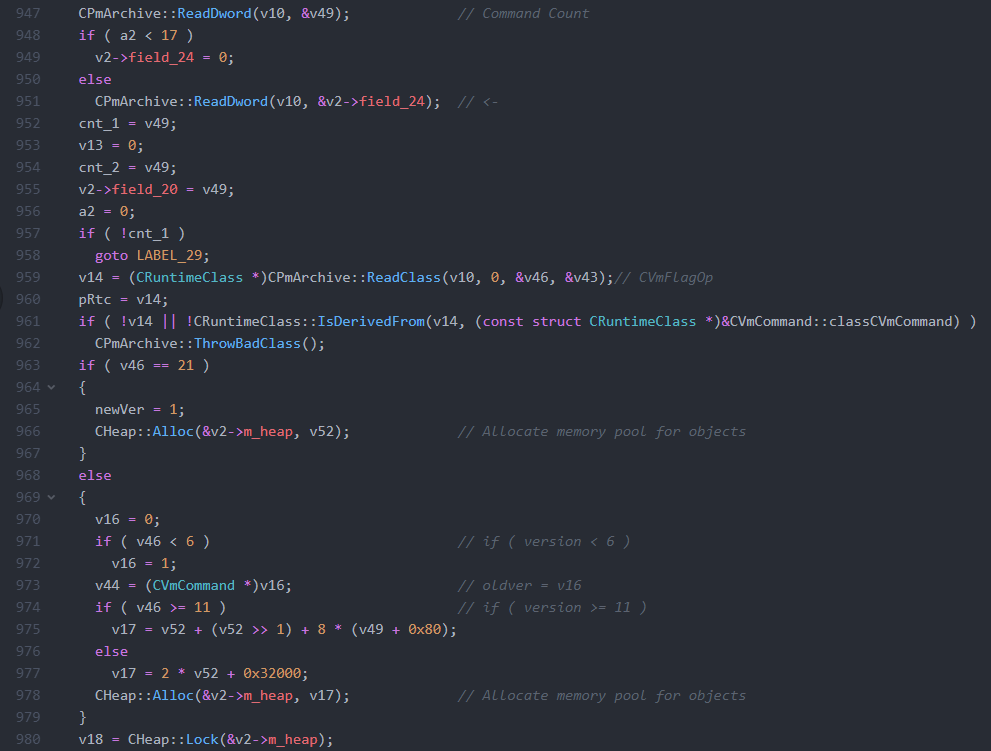 947 CPmArchive::ReadDword(v10, &v49); // Command Count
948 if ( a2 < 17 )
949 v2->field_24 = 0;
950 else
951 CPmArchive::ReadDword(v10, &v2->field_24); // <-
952 cnt_1 = v49;
953 v13 = 0;
954 cnt_2 = v49;
955 v2->field_20 = v49;
956 a2 = 0;
957 if ( !cnt_1 )
958 goto LABEL_29;
959 v14 = (CRuntimeClass *)CPmArchive::ReadClass(v10, 0, &v46, &v43);// CVmFlagOp
960 pRtc = v14;
961 if ( !v14 || !CRuntimeClass::IsDerivedFrom(v14, (const struct CRuntimeClass *)&CVmCommand::classCVmCommand) )
962 CPmArchive::ThrowBadClass();
963 if ( v46 == 21 )
964 {
965 newVer = 1;
966 CHeap::Alloc(&v2->m_heap, v52); // Allocate memory pool for objects
967 }
968 else
969 {
970 v16 = 0;
971 if ( v46 < 6 ) // if ( version < 6 )
972 v16 = 1;
973 v44 = (CVmCommand *)v16; // oldver = v16
974 if ( v46 >= 11 ) // if ( version >= 11 )
975 v17 = v52 + (v52 >> 1) + 8 * (v49 + 0x80);
976 else
977 v17 = 2 * v52 + 0x32000;
978 CHeap::Alloc(&v2->m_heap, v17); // Allocate memory pool for objects
979 }
980 v18 = CHeap::Lock(&v2->m_heap);